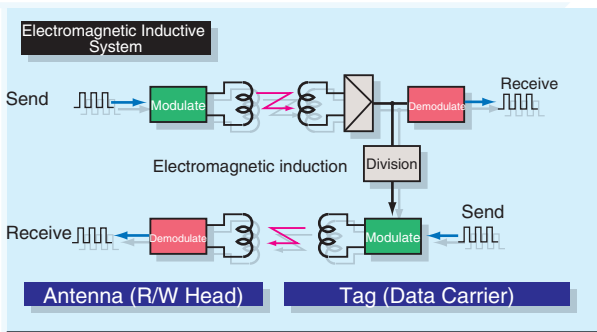 Electromagnetic Inductive
System
Send
Modulate
Demodulate
Receive
Electromagnetic induction
Division
Receive
Demodulate
Modulate
Send
Antenna (R/W Head)
Tag (Data Carrier)